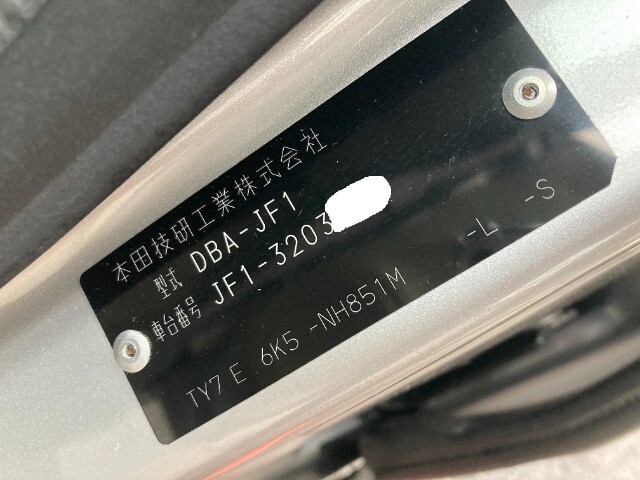 本田技研工業株式会社
型式 DBA-JF1
車台番号 JF1-3203
TY7 E 6K5 -NH851M -L -S